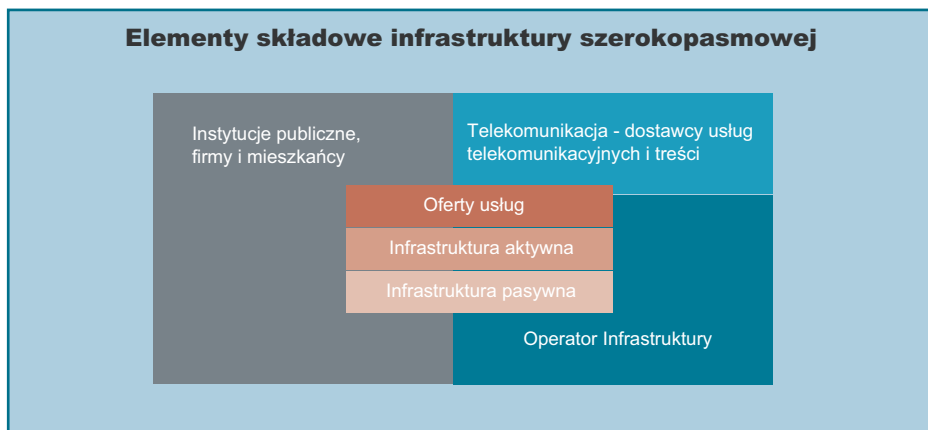 Elementy składowe infrastruktury szerokopasmowej
Instytucje publiczne,
firmy i mieszkańcy
Telekomunikacja - dostawcy usług
telekomunikacyjnych i treści
Oferty usług
Infrastruktura aktywna
Infrastruktura pasywna
Operator Infrastruktury